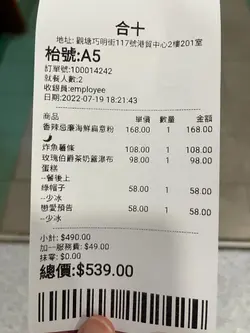 合十
地址: 觀塘巧明街117號港貿中心2樓201室
枱號:A5
訂單號:100014242
就餐人數:2
收銀員:employee
日期:2022-07-19 18:21:43
商品 單價 數量 金額
香辣忌廉海鮮扁意粉 168.00 1 168.00
🌶
炸魚薯條 108.00 1 108.00
玫瑰伯爵茶奶蓋瀑布 98.00 1 98.00
蛋糕
--餐後上
綠帽子 58.00 1 58.00
--少冰
戀愛預告 58.00 1 58.00
--少冰
小計: $490.00
加一服務費: $49.00
抹零: $0.00
總價:$539.00